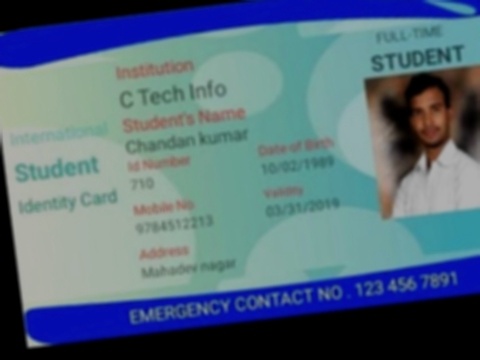 FULL-TIME
STUDENT
Institution
C Tech Info
International
Student
Identity Card
Student's Name
Chandan kumar
Id Number
710
Date of Birth
10/02/1989
Mobile No
9784512213
Validity
03/31/2019
Address
Mahadev nagar
EMERGENCY CONTACT NO . 123 456 7891